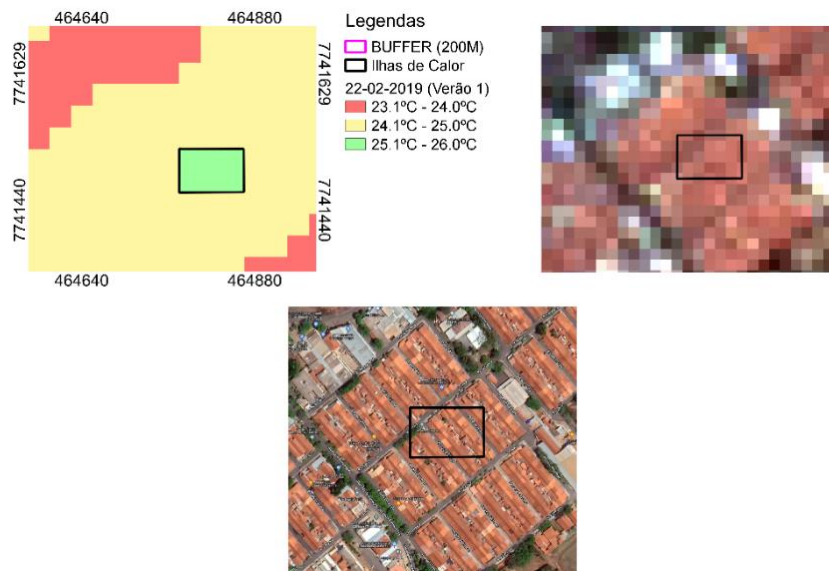 464640 464880
7741629
7741629
7741440
7741440
464640 464880
Legendas
BUFFER (200M)
Ilhas de Calor
22-02-2019 (Verão 1)
23.1ºC - 24.0ºC
24.1ºC - 25.0ºC
25.1ºC - 26.0ºC